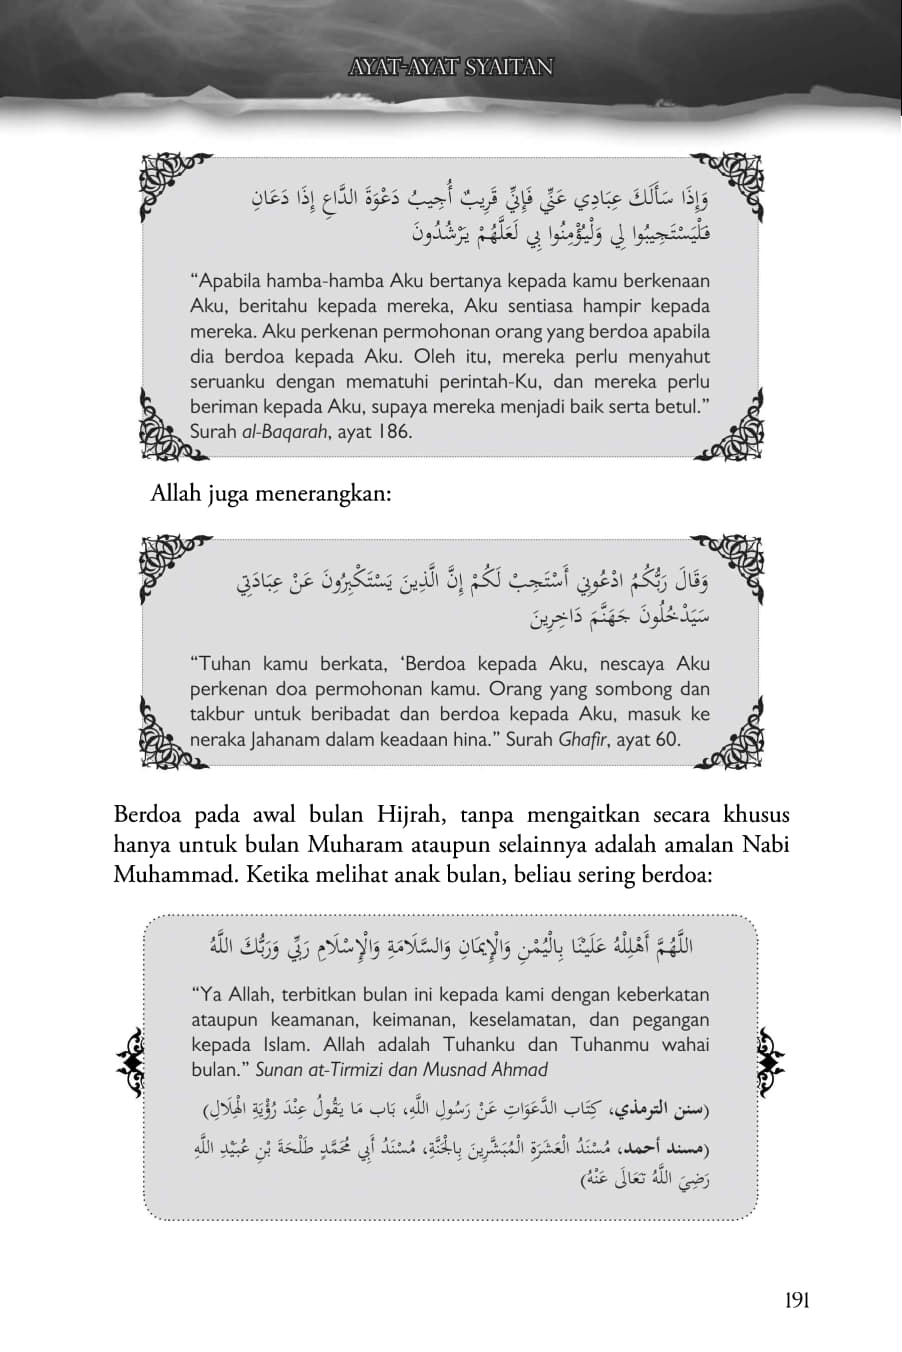 AYAT-AYAT SYAITAN
وَإِذَا سَأَلَكَ عِبَادِي عَنِّي فَإِنِّي قَرِيبٌ أُجِيبُ دَعْوَةَ الدَّاعِ إِذَا دَعَانِ
فَلْيَسْتَجِيبُوا لِي وَلْيُؤْمِنُوا بِي لَعَلَّهُمْ يَرْشُدُونَ
“Apabila hamba-hamba Aku bertanya kepada kamu berkenaan
Aku, beritahu kepada mereka, Aku sentiasa hampir kepada
mereka. Aku perkenan permohonan orang yang berdoa apabila
dia berdoa kepada Aku. Oleh itu, mereka perlu menyahut
seruanku dengan mematuhi perintah-Ku, dan mereka perlu
beriman kepada Aku, supaya mereka menjadi baik serta betul.”
Surah al-Baqarah, ayat 186.
Allah juga menerangkan:
وَقَالَ رَبُّكُمُ ادْعُونِي أَسْتَجِبْ لَكُمْ إِنَّ الَّذِينَ يَسْتَكْبِرُونَ عَنْ عِبَادَتِي
سَيَدْخُلُونَ جَهَنَّمَ دَاخِرِينَ
“Tuhan kamu berkata, ‘Berdoa kepada Aku, nescaya Aku
perkenan doa permohonan kamu. Orang yang sombong dan
takbur untuk beribadat dan berdoa kepada Aku, masuk ke
neraka Jahanam dalam keadaan hina.” Surah Ghafir, ayat 60.
Berdoa pada awal bulan Hijrah, tanpa mengaitkan secara khusus
hanya untuk bulan Muharam ataupun selainnya adalah amalan Nabi
Muhammad. Ketika melihat anak bulan, beliau sering berdoa:
اللَّهُمَّ أَهْلِلْهُ عَلَيْنَا بِالْيُمْنِ وَالْإِيمَانِ وَالسَّلَامَةِ وَالْإِسْلَامِ رَبِّي وَرَبُّكَ اللَّهُ
“Ya Allah, terbitkan bulan ini kepada kami dengan keberkatan
ataupun keamanan, keimanan, keselamatan, dan pegangan
kepada Islam. Allah adalah Tuhanku dan Tuhanmu wahai
bulan.” Sunan at-Tirmizi dan Musnad Ahmad
(سنن الترمذي، كِتَاب الدَّعَوَاتِ عَنْ رَسُولِ اللَّهِ، بَاب مَا يَقُولُ عِنْدَ رُؤْيَةِ الْهِلَالِ)
(مسند أحمد، مُسْنَدُ الْعَشَرَةِ الْمُبَشَّرِينَ بِالْجَنَّةِ، مُسْنَدُ أَبِي مُحَمَّدٍ طَلْحَةَ بْنِ عُبَيْدِ اللَّهِ
رَضِيَ اللَّهُ تَعَالَى عَنْهُ)
191